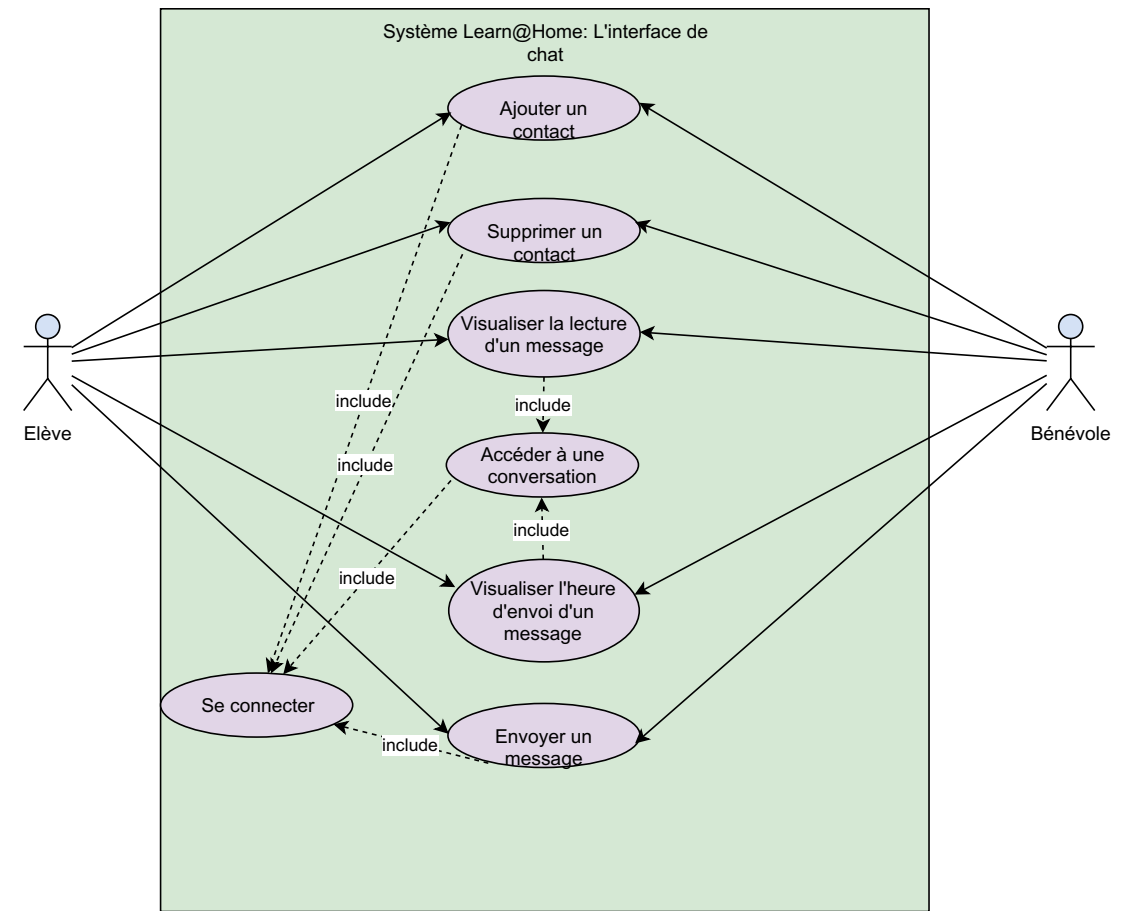 Système Learn@Home: L'interface de
chat
Ajouter un
contact
Supprimer un
contact
Visualiser la lecture
d'un message
include
include
Elève
Bénévole
Accéder à une
conversation
include
include
include
Visualiser l'heure
d'envoi d'un
message
Se connecter
Envoyer un
message
include